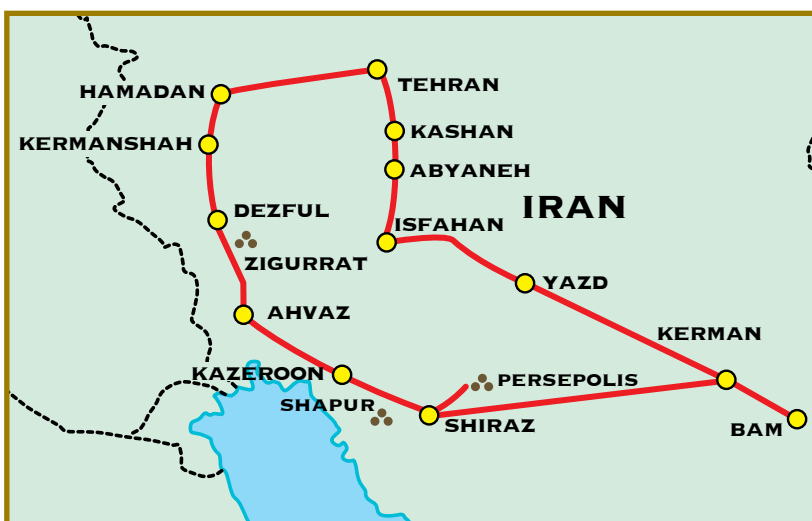 TEHRAN
HAMADAN
KASHAN
KERMANSHAH
ABYANEH
IRAN
DEZFUL
ISFAHAN
ZIGURRAT
YAZD
AHVAZ
KERMAN
KAZEROON
PERSEPOLIS
SHAPUR
SHIRAZ
BAM